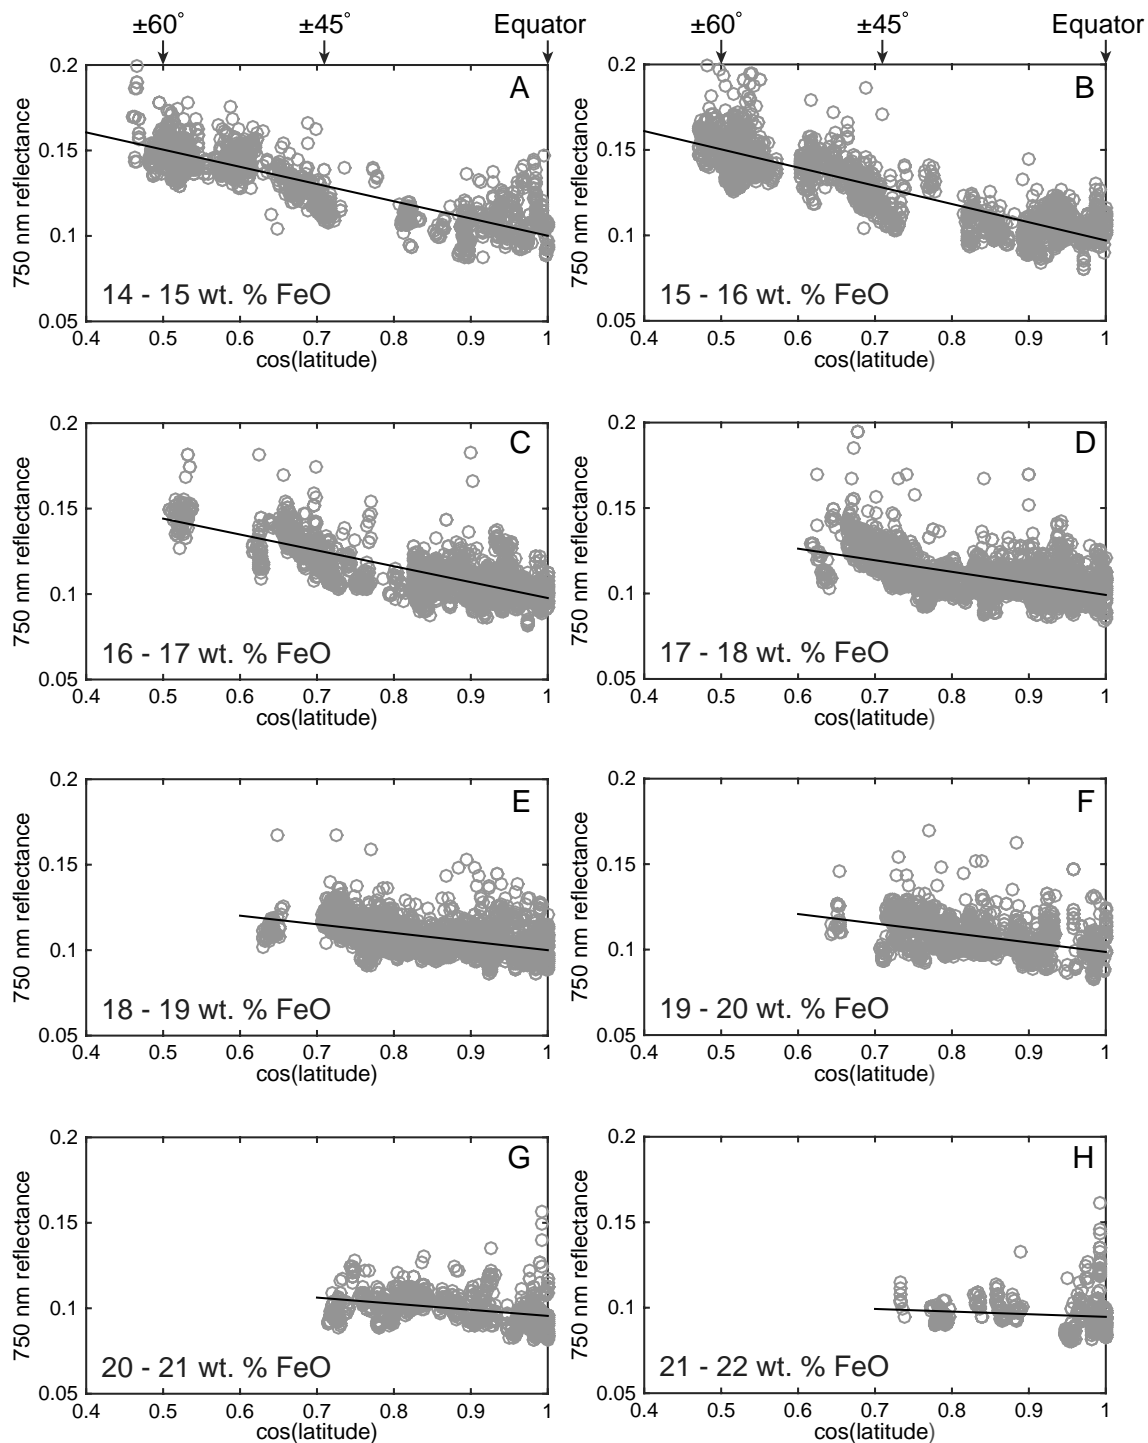 ±60° ±45° Equator ±60° ±45° Equator
0.2 A 0.2 B
0.15 0.15
0.1 0.1
0.05 0.05
750 nm reflectance 750 nm reflectance
14 - 15 wt. % FeO 15 - 16 wt. % FeO
0.4 0.5 0.6 0.7 0.8 0.9 1 0.4 0.5 0.6 0.7 0.8 0.9 1
cos(latitude) cos(latitude)
0.2 C 0.2 D
0.15 0.15
0.1 0.1
0.05 0.05
750 nm reflectance 750 nm reflectance
16 - 17 wt. % FeO 17 - 18 wt. % FeO
0.4 0.5 0.6 0.7 0.8 0.9 1 0.4 0.5 0.6 0.7 0.8 0.9 1
cos(latitude) cos(latitude)
0.2 E 0.2 F
0.15 0.15
0.1 0.1
0.05 0.05
750 nm reflectance 750 nm reflectance
18 - 19 wt. % FeO 19 - 20 wt. % FeO
0.4 0.5 0.6 0.7 0.8 0.9 1 0.4 0.5 0.6 0.7 0.8 0.9 1
cos(latitude) cos(latitude)
0.2 G 0.2 H
0.15 0.15
0.1 0.1
0.05 0.05
750 nm reflectance 750 nm reflectance
20 - 21 wt. % FeO 21 - 22 wt. % FeO
0.4 0.5 0.6 0.7 0.8 0.9 1 0.4 0.5 0.6 0.7 0.8 0.9 1
cos(latitude) cos(latitude)